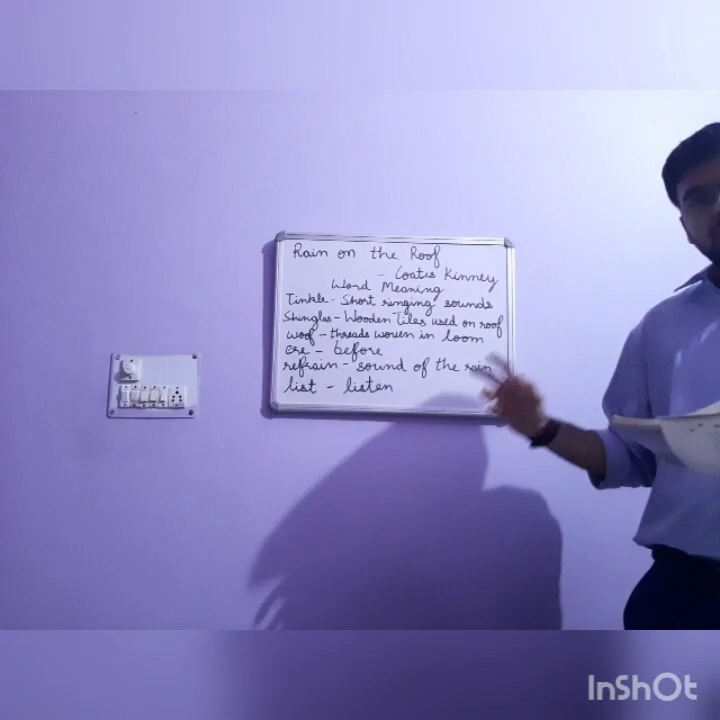 Rain on the Roof
- Coates Kinney
Word Meaning
Tinkle - Short ringing sounds
Shingles - Wooden Tiles used on roof
woof - threads woven in loom
ere - before
refrain - sound of the rain
list - listen
InShOt